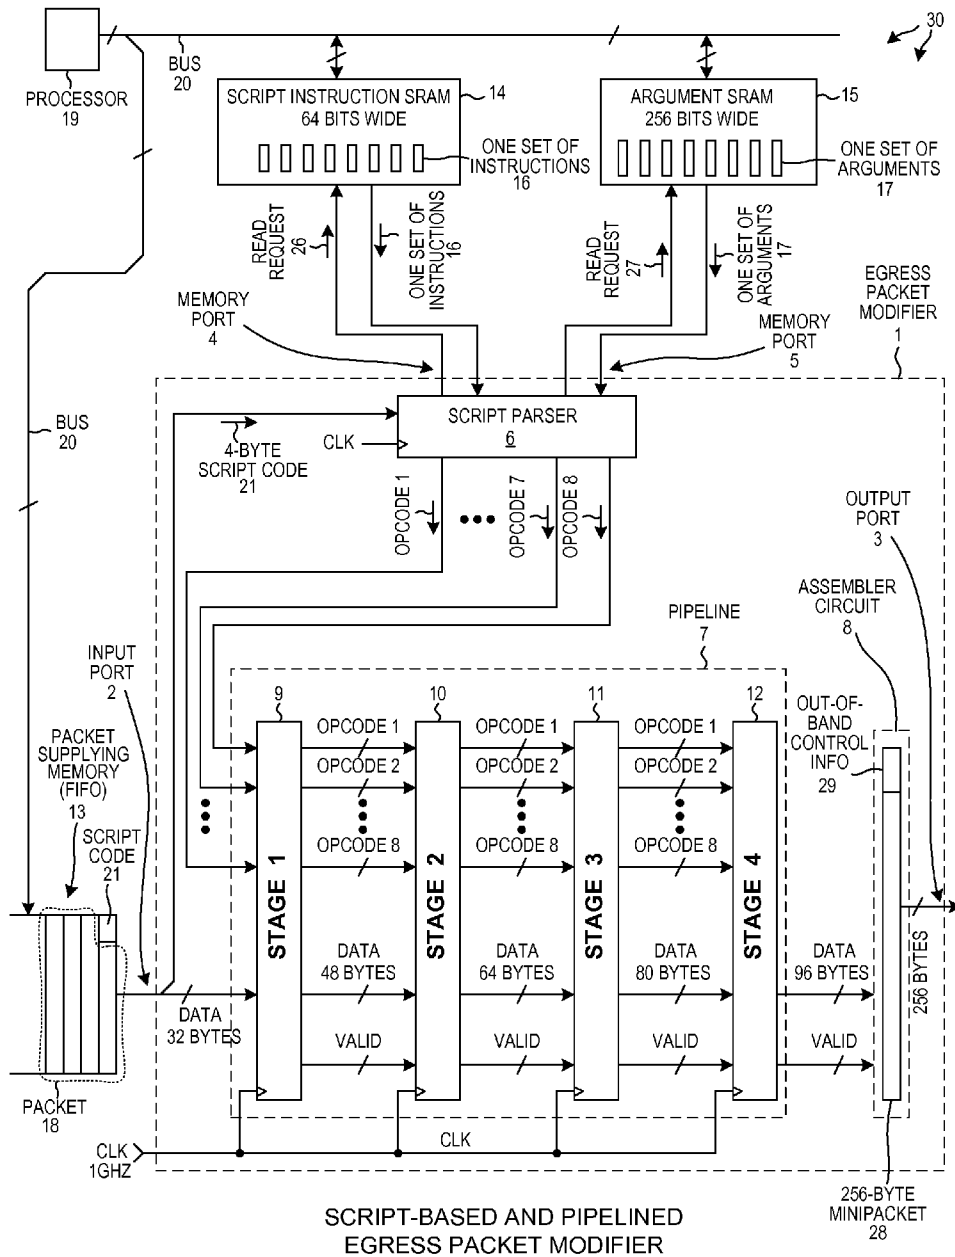 30
PROCESSOR
19
BUS
20
SCRIPT INSTRUCTION SRAM
64 BITS WIDE
14
ONE SET OF
INSTRUCTIONS
16
ARGUMENT SRAM
256 BITS WIDE
15
ONE SET OF
ARGUMENTS
17
READ
REQUEST
26
ONE SET OF
INSTRUCTIONS
16
READ
REQUEST
27
ONE SET OF
ARGUMENTS
17
EGRESS
PACKET
MODIFIER
1
MEMORY
PORT
4
MEMORY
PORT
5
BUS
20
4-BYTE
SCRIPT CODE
21
CLK
SCRIPT PARSER
6
OPCODE 1
OPCODE 7
OPCODE 8
OUTPUT
PORT
3
ASSEMBLER
CIRCUIT
8
PIPELINE
7
INPUT
PORT
2
PACKET
SUPPLYING
MEMORY
(FIFO)
13
SCRIPT
CODE
21
9
10
11
12
OUT-OF-
BAND
CONTROL
INFO
29
OPCODE 1
OPCODE 1
OPCODE 1
OPCODE 2
OPCODE 2
OPCODE 2
OPCODE 8
OPCODE 8
OPCODE 8
STAGE 1
STAGE 2
STAGE 3
STAGE 4
DATA
32 BYTES
DATA
48 BYTES
DATA
64 BYTES
DATA
80 BYTES
DATA
96 BYTES
256 BYTES
VALID
VALID
VALID
VALID
PACKET
18
CLK
1GHZ
CLK
256-BYTE
MINIPACKET
28
SCRIPT-BASED AND PIPELINED
EGRESS PACKET MODIFIER